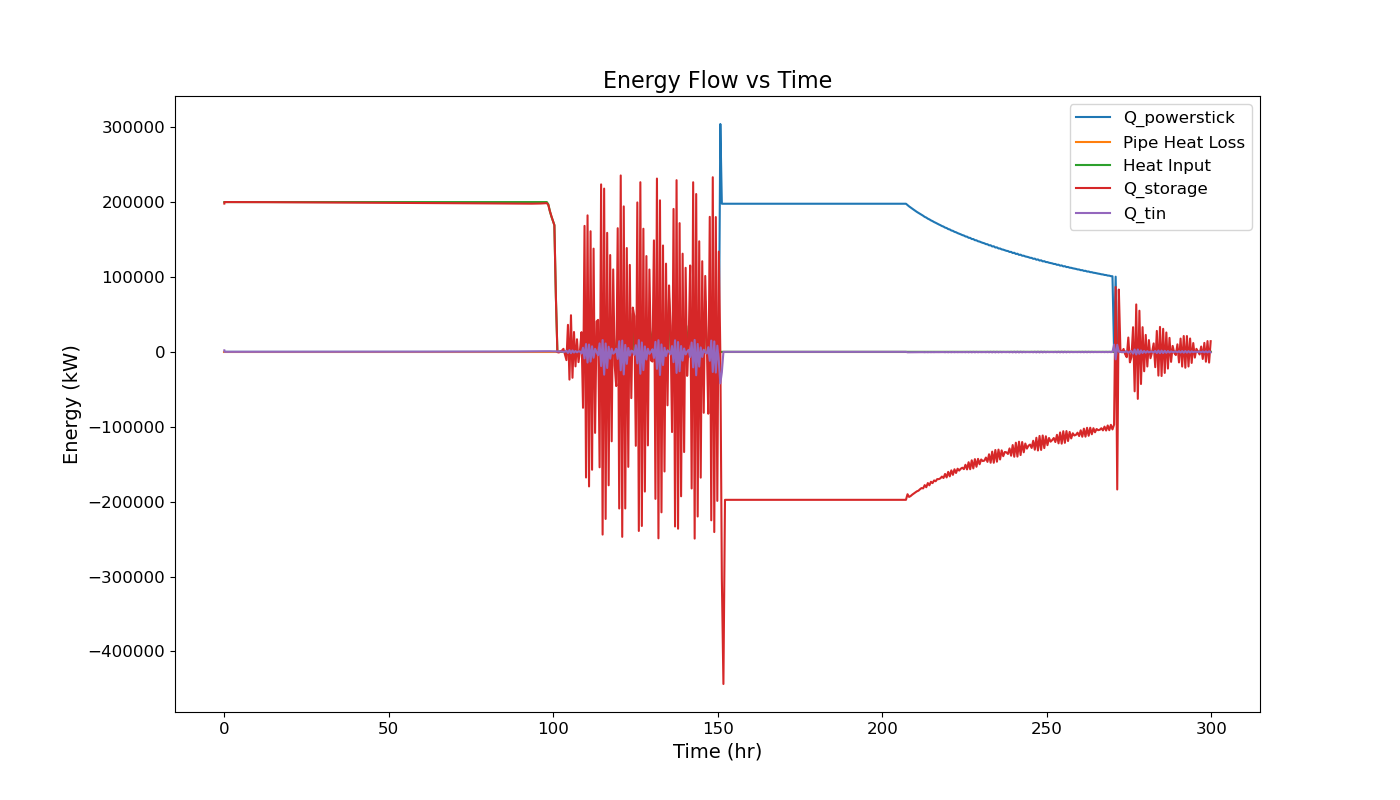 Energy Flow vs Time
Energy (kW)
300000
200000
100000
0
−100000
−200000
−300000
−400000
Q_powerstick
Pipe Heat Loss
Heat Input
Q_storage
Q_tin
0
50
100
150
200
250
300
Time (hr)